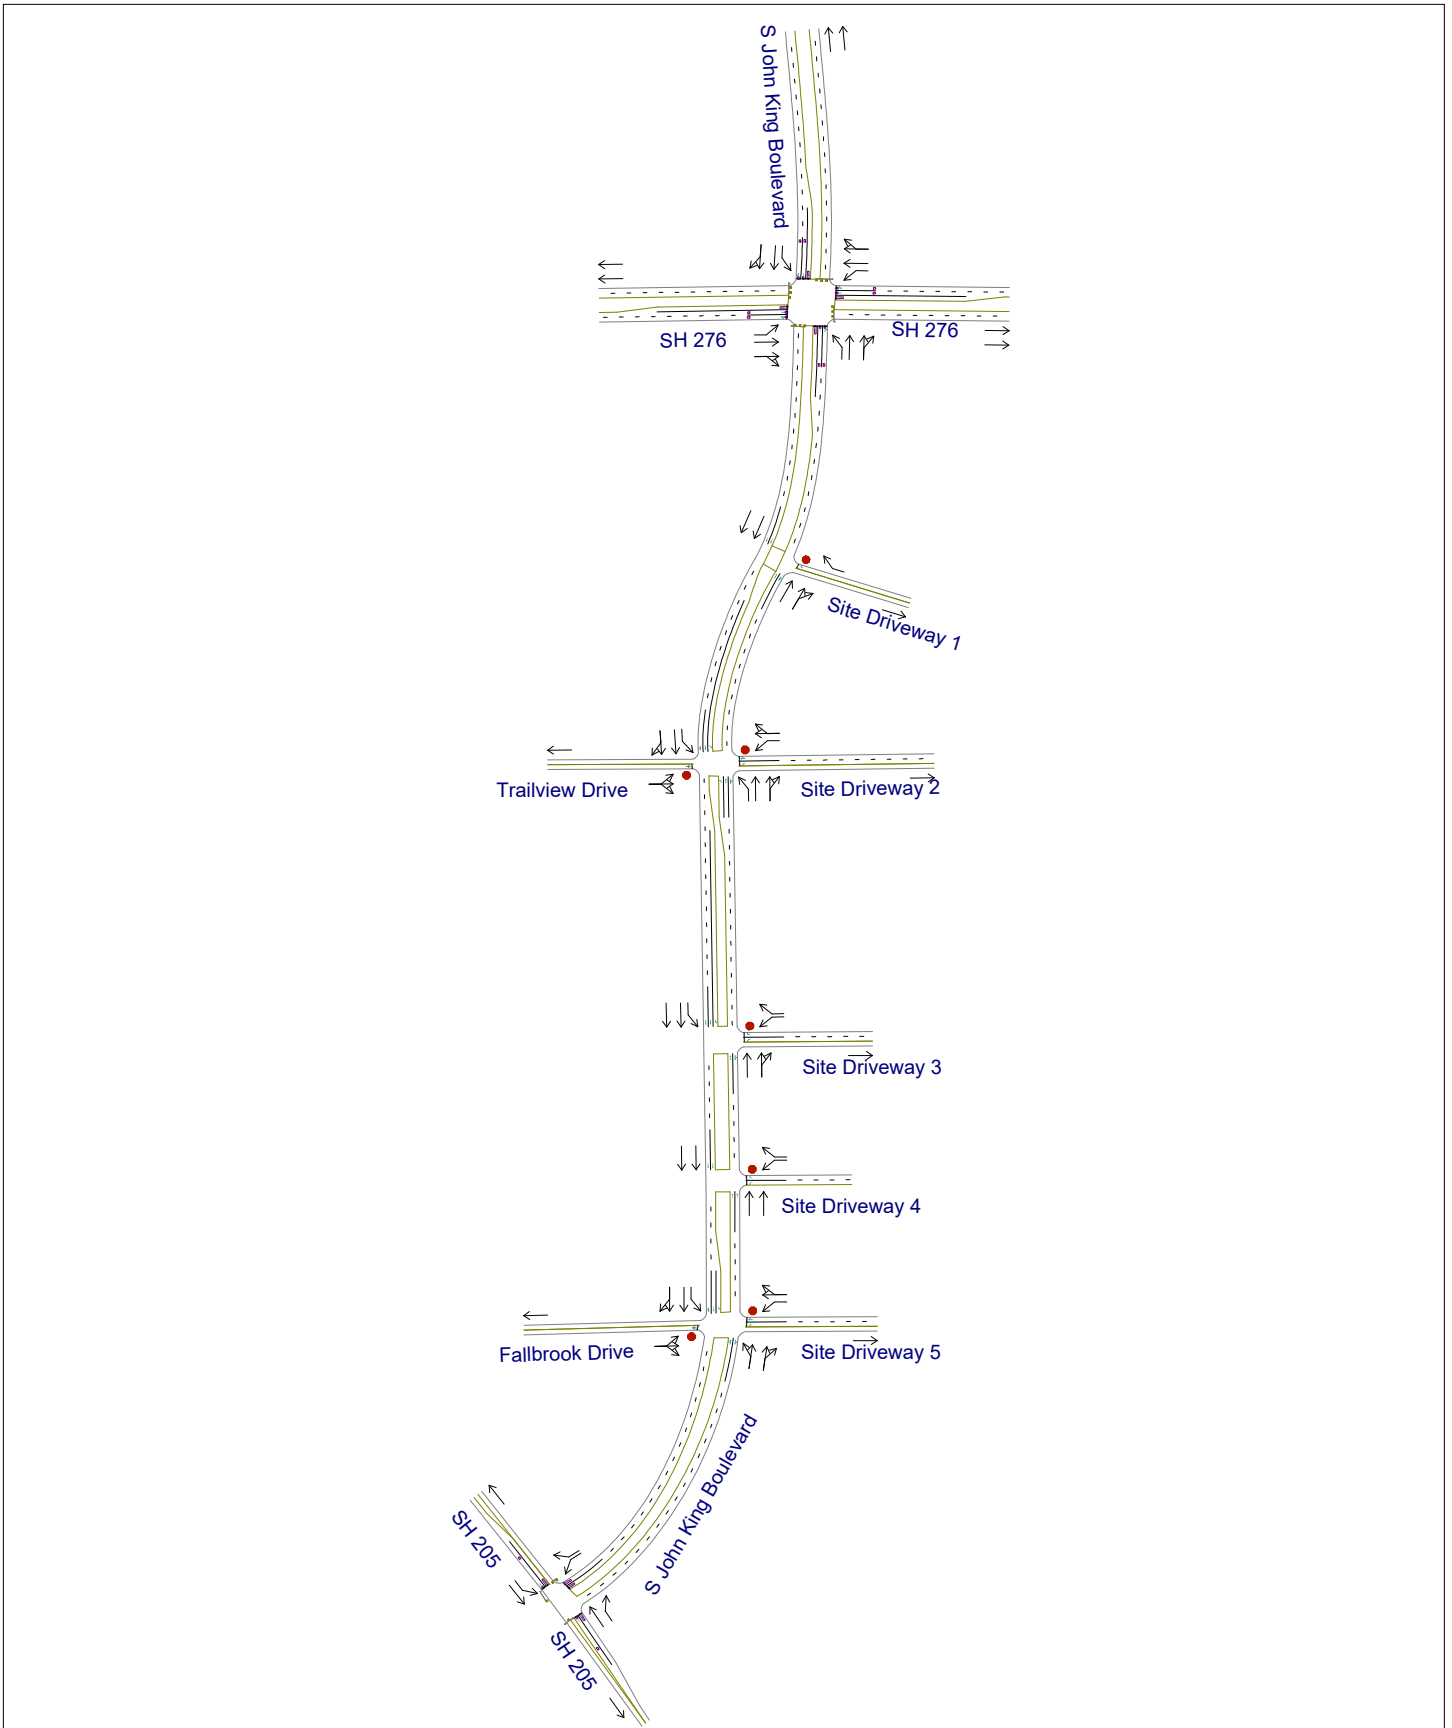 S John King Boulevard
SH 276
SH 276
Site Driveway 1
Trailview Drive
Site Driveway 2
Site Driveway 3
Site Driveway 4
Fallbrook Drive
Site Driveway 5
S John King Boulevard
SH 205
SH 205